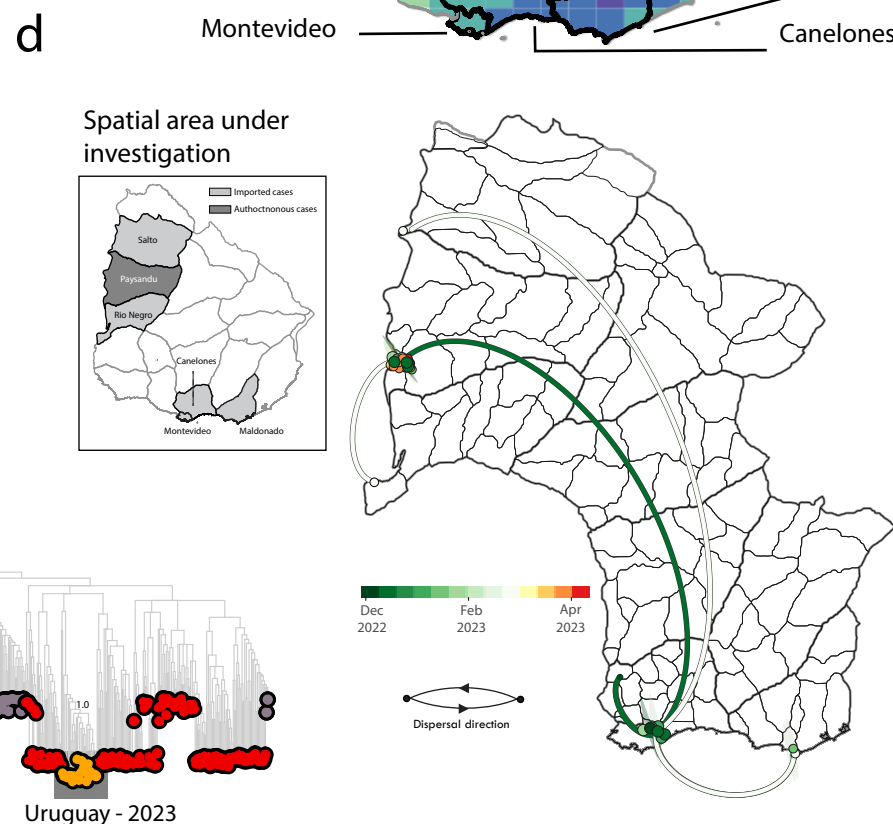 d
Montevideo
Canelones
Spatial area under
investigation
Imported cases
Authoctnonous cases
Salto
Paysandu
Rio Negro
Canelones
Montevideo
Maldonado
Dec
2022
Feb
2023
Apr
2023
1.0
Dispersal direction
Uruguay - 2023